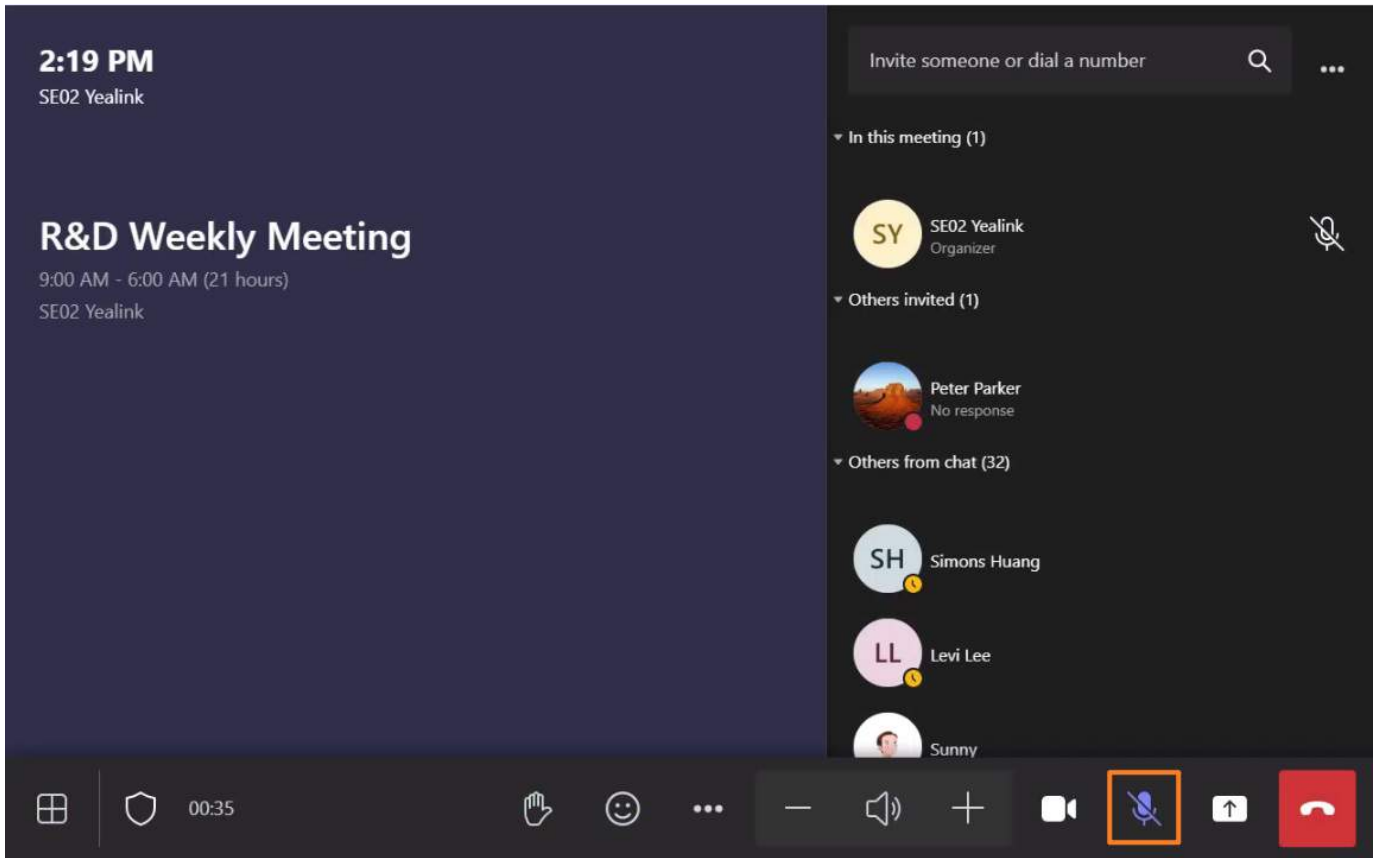 2:19 PM
SE02 Yealink
R&D Weekly Meeting
9:00 AM - 6:00 AM (21 hours)
SE02 Yealink
Invite someone or dial a number
In this meeting (1)
SY
SE02 Yealink
Organizer
Others invited (1)
Peter Parker
No response
Others from chat (32)
SH
Simons Huang
LL
Levi Lee
Sunny
00:35